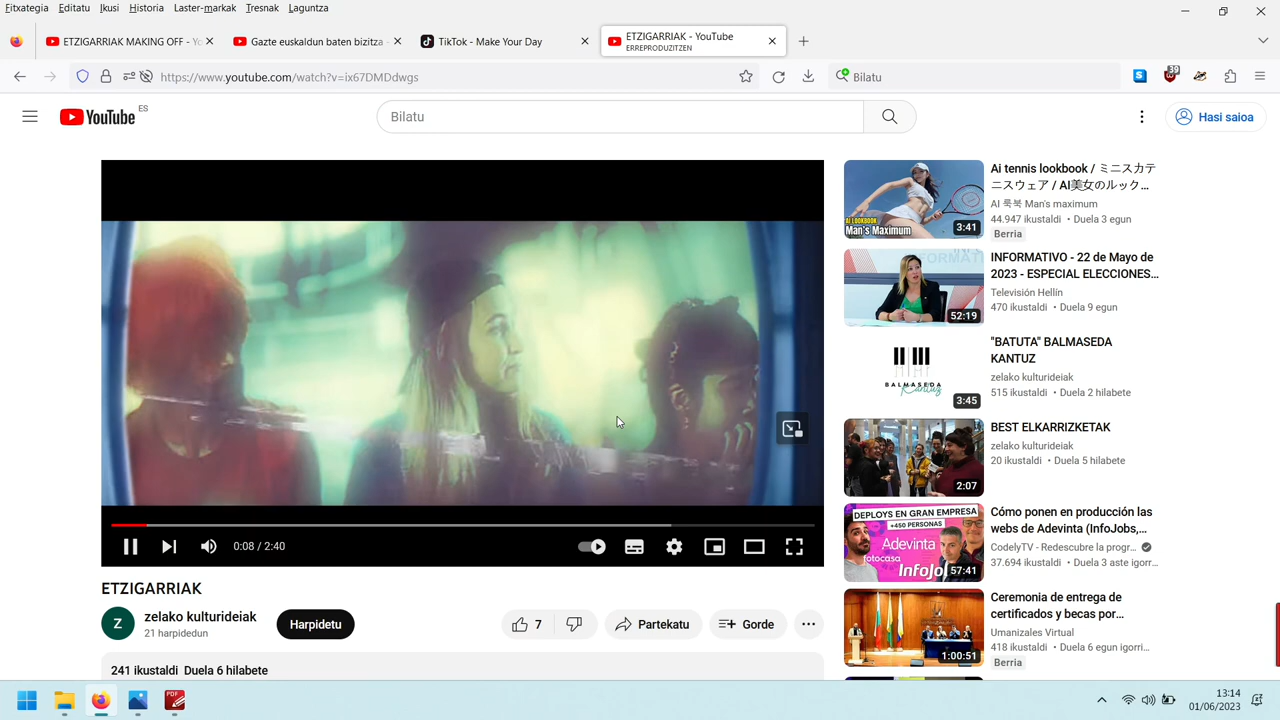 Fitxategia Editatu Ikusi Historia Laster-markak Tresnak Laguntza
ETZIGARRIAK MAKING OFF - Yo
Gazte euskaldun baten bizitza -
TikTok - Make Your Day
ETZIGARRIAK - YouTube
ERREPRODUZITZEN
https://www.youtube.com/watch?v=ix67DMDdwgs
Bilatu
S
39
YouTube
ES
Bilatu
Hasi saioa
0:08 / 2:40
ETZIGARRIAK
Z
zelako kulturideiak
21 harpidedun
Harpidetu
7
Partekatu
Gorde
241 ikustaldi Duela 6 hilabete
AI LOOKBOOK
Man's Maximum
3:41
Ai tennis lookbook / ミニスカテ
ニスウェア / AI美女のルック...
AI 룩북 Man's maximum
44.947 ikustaldi • Duela 3 egun
Berria
52:19
INFORMATIVO - 22 de Mayo de
2023 - ESPECIAL ELECCIONES...
Televisión Hellín
470 ikustaldi • Duela 9 egun
BALMASEDA
Kantuz
3:45
"BATUTA" BALMASEDA
KANTUZ
zelako kulturideiak
515 ikustaldi • Duela 2 hilabete
2:07
BEST ELKARRIZKETAK
zelako kulturideiak
20 ikustaldi • Duela 5 hilabete
DEPLOYS EN GRAN EMPRESA
+450 PERSONAS
Adevinta
fotocasa
InfoJo
57:41
Cómo ponen en producción las
webs de Adevinta (InfoJobs,...
CodelyTV - Redescubre la progr...
37.694 ikustaldi • Duela 3 aste igorr...
1:00:51
Ceremonia de entrega de
certificados y becas por...
Umanizales Virtual
418 ikustaldi • Duela 6 egun igorri...
Berria
PDF
13:14
01/06/2023